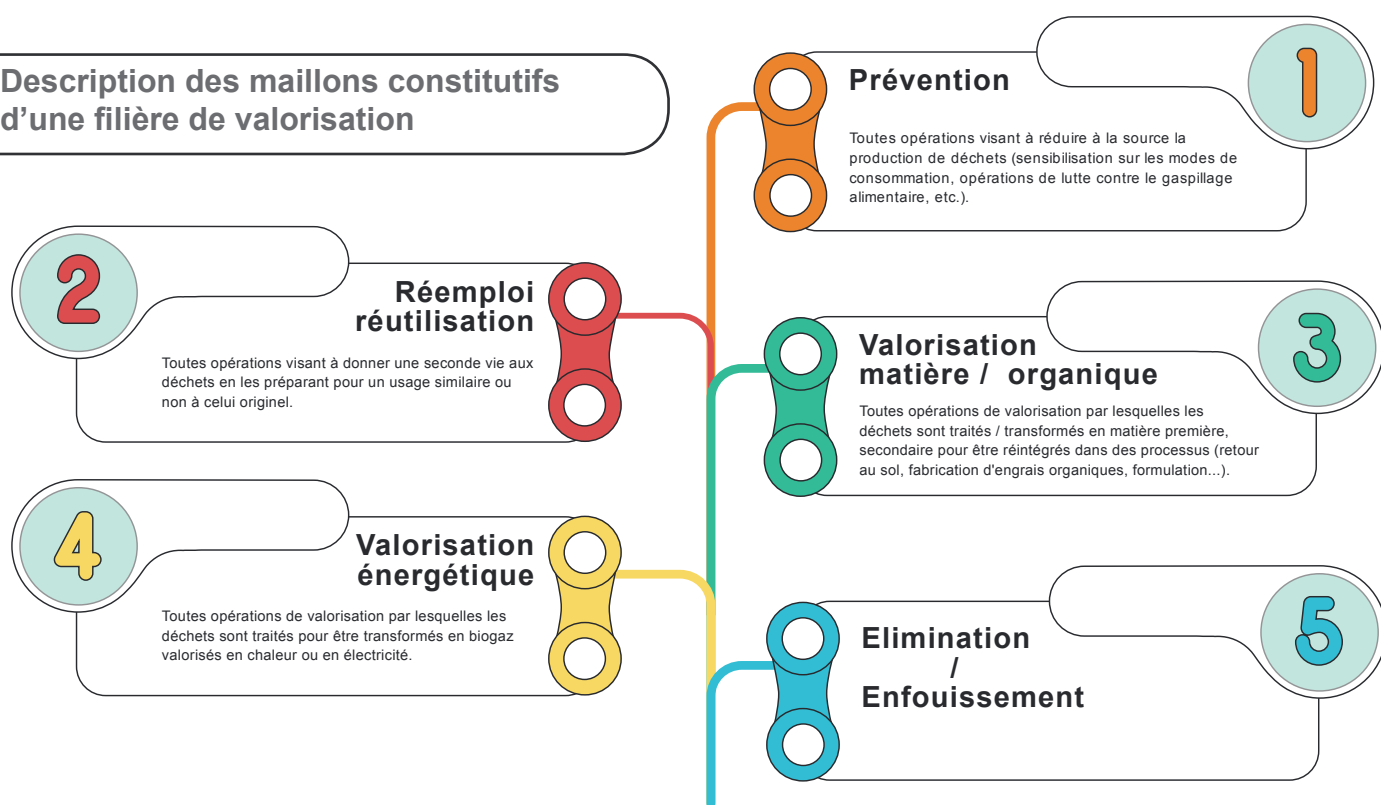 Description des maillons constitutifs
d'une filière de valorisation
1
Prévention
Toutes opérations visant à réduire à la source la
production de déchets (sensibilisation sur les modes de
consommation, opérations de lutte contre le gaspillage
alimentaire, etc.).
2
Réemploi
réutilisation
Toutes opérations visant à donner une seconde vie aux
déchets en les préparant pour un usage similaire ou
non à celui originel.
3
Valorisation
matière / organique
Toutes opérations de valorisation par lesquelles les
déchets sont traités / transformés en matière première,
secondaire pour être réintégrés dans des processus (retour
au sol, fabrication d'engrais organiques, formulation...).
4
Valorisation
énergétique
Toutes opérations de valorisation par lesquelles les
déchets sont traités pour être transformés en biogaz
valorisés en chaleur ou en électricité.
5
Elimination
/
Enfouissement